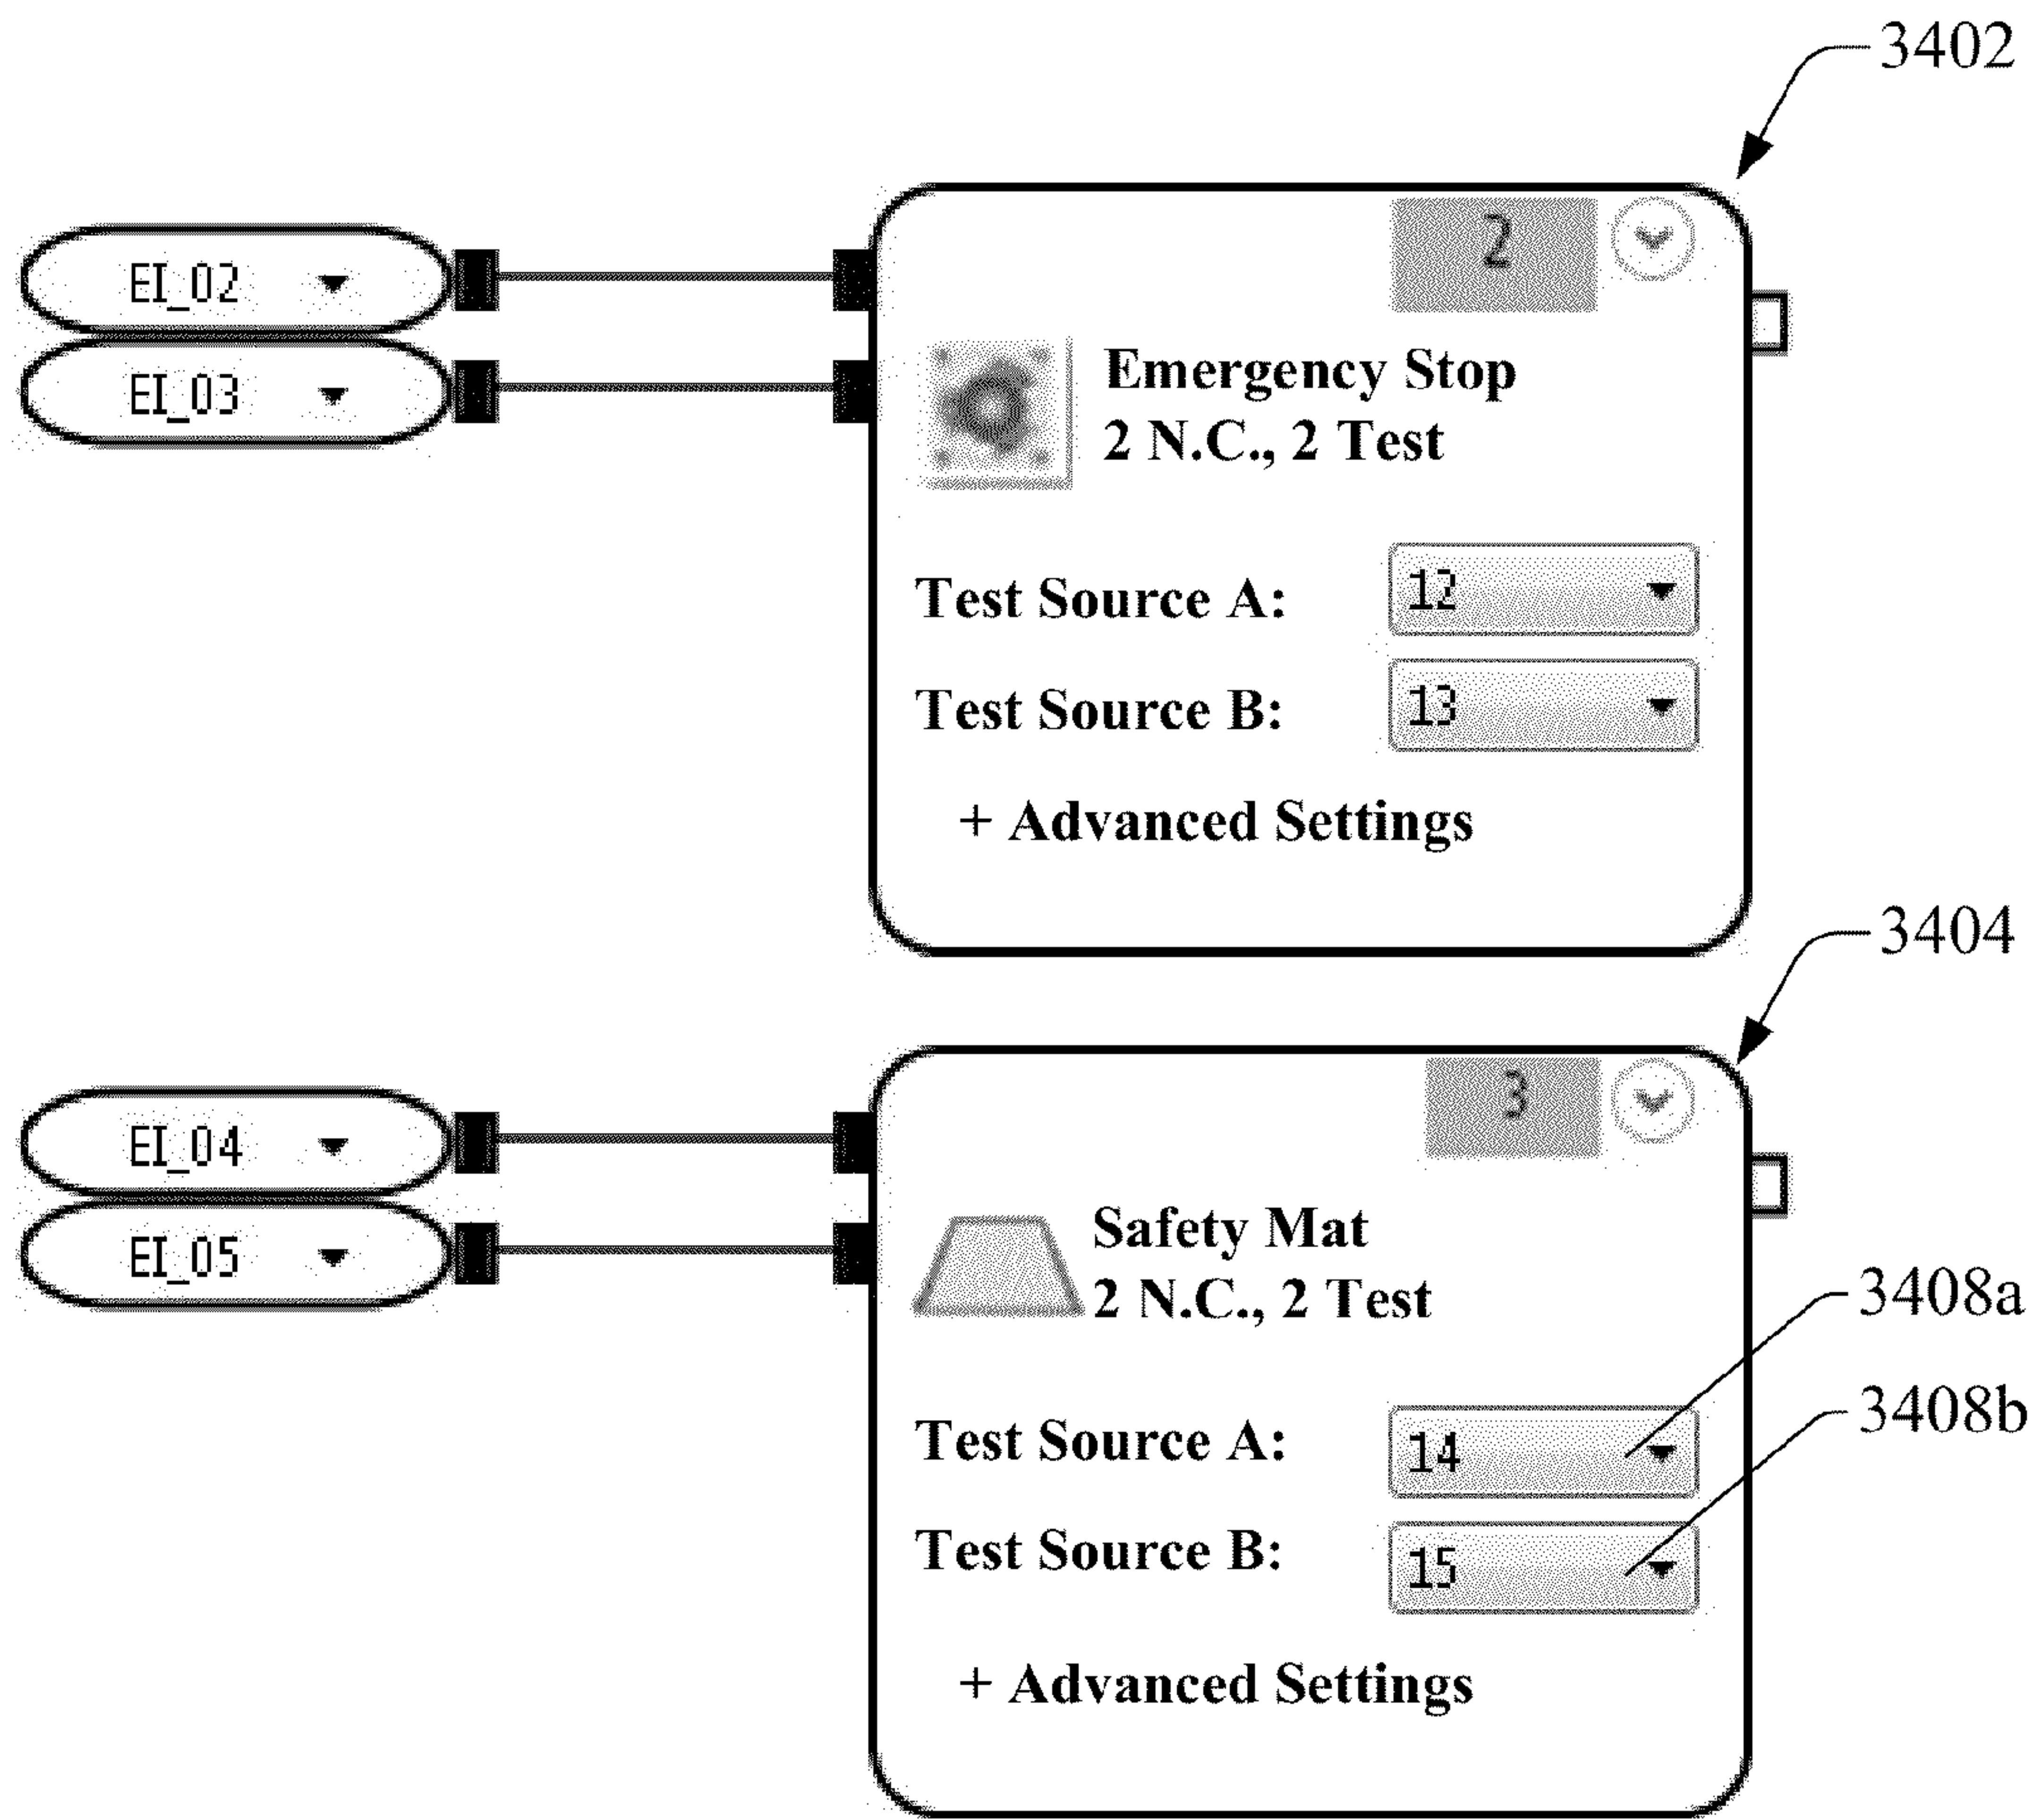 3402
2
EI_02
EI_03
Emergency Stop
2 N.C., 2 Test
Test Source A: 12
Test Source B: 13
+ Advanced Settings
3404
3
EI_04
EI_05
Safety Mat
2 N.C., 2 Test
3408a
3408b
Test Source A: 14
Test Source B: 15
+ Advanced Settings